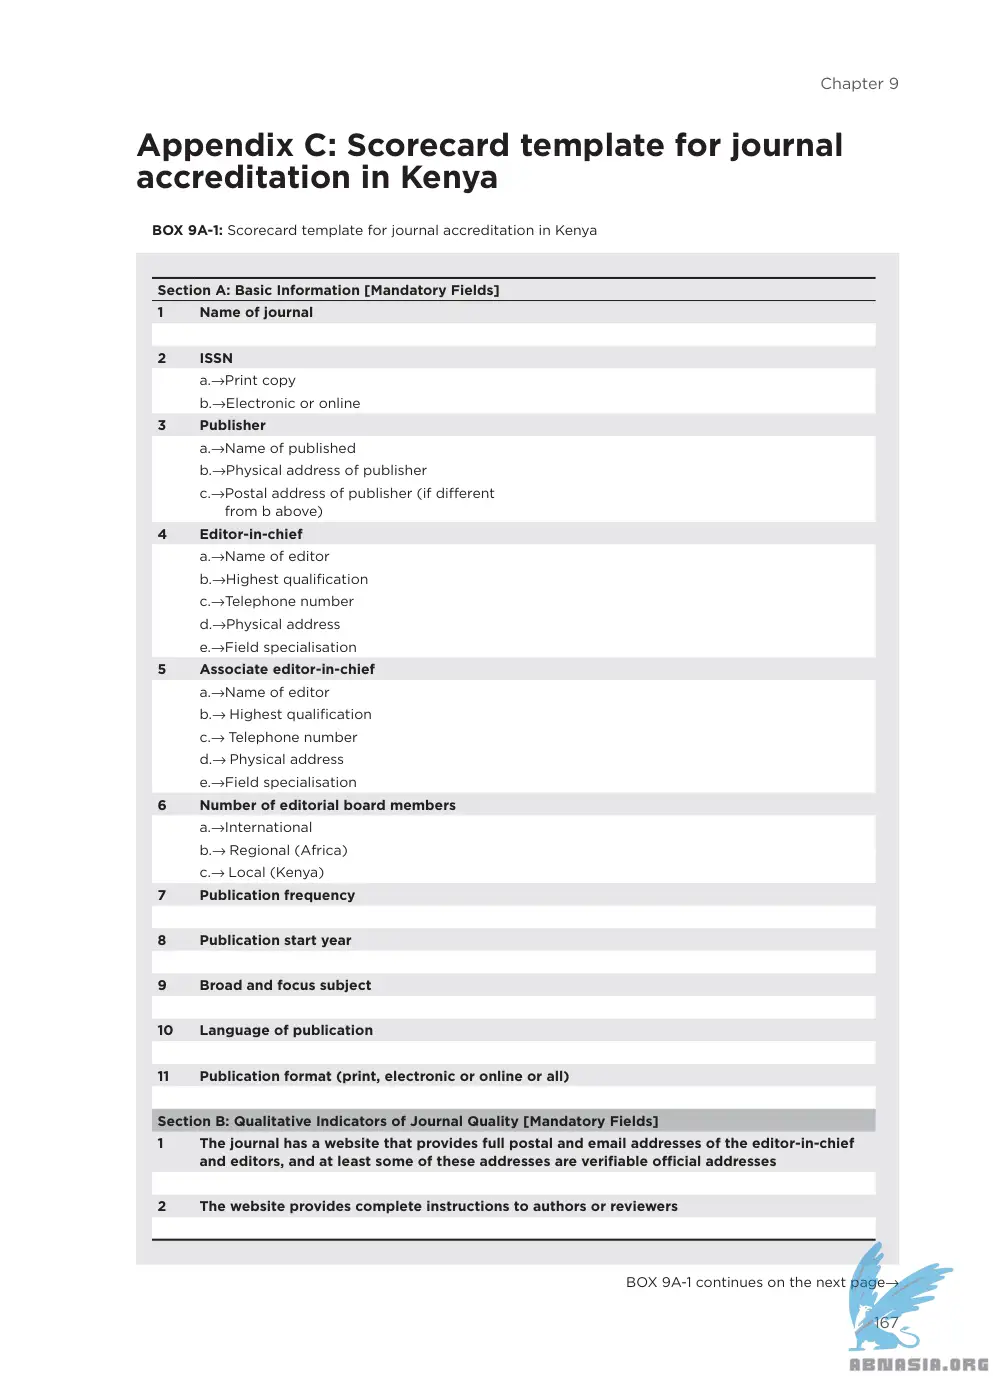 Chapter 9
Appendix C: Scorecard template for journal
accreditation in Kenya
BOX 9A-1: Scorecard template for journal accreditation in Kenya
Section A: Basic Information [Mandatory Fields]
1 Name of journal
2 ISSN
a.→Print copy
b.→Electronic or online
3 Publisher
a.→Name of published
b.→Physical address of publisher
c.→Postal address of publisher (if different
from b above)
4 Editor-in-chief
a.→Name of editor
b.→Highest qualification
c.→Telephone number
d.→Physical address
e.→Field specialisation
5 Associate editor-in-chief
a.→Name of editor
b.→ Highest qualification
c.→ Telephone number
d.→ Physical address
e.→Field specialisation
6 Number of editorial board members
a.→International
b.→ Regional (Africa)
c.→ Local (Kenya)
7 Publication frequency
8 Publication start year
9 Broad and focus subject
10 Language of publication
11 Publication format (print, electronic or online or all)
Section B: Qualitative Indicators of Journal Quality [Mandatory Fields]
1 The journal has a website that provides full postal and email addresses of the editor-in-chief
and editors, and at least some of these addresses are verifiable official addresses
2 The website provides complete instructions to authors or reviewers
BOX 9A-1 continues on the next page→
167
ABNASIA.ORG